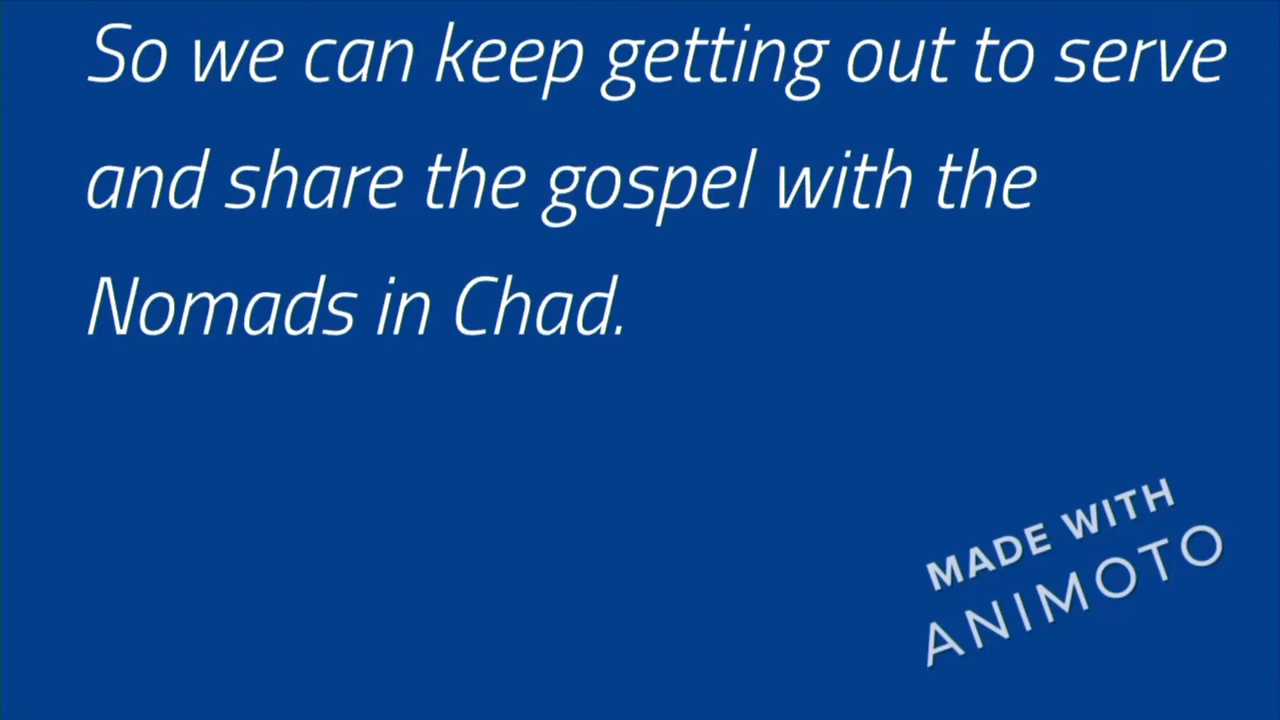 So we can keep getting out to serve
and share the gospel with the
Nomads in Chad.
MADE WITH
ANIMOTO